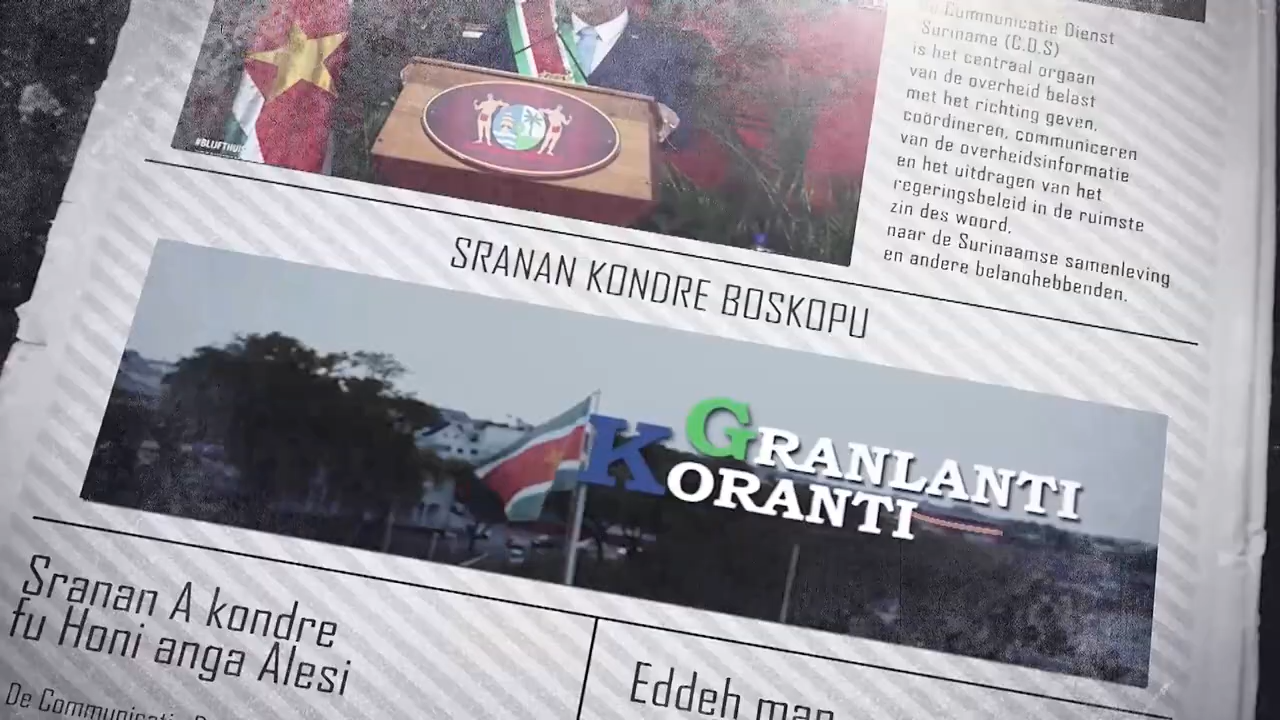 #BLUFTHUIS
Communicatie Dienst
Suriname (C.D.S)
is het centraal orgaan
van de overheid belast
met het richting geven,
coördineren, communiceren
van de overheidsinformatie
en het uitdragen van het
regeringsbeleid in de ruimste
zin des woord,
naar de Surinaamse samenleving
en andere belanghebbenden.
SRANAN KONDRE BOSKOPU
GRANLANTI
KORANTI
Sranan A kondre
fu Honi anga Alesi
De Communicatie
Eddeh man